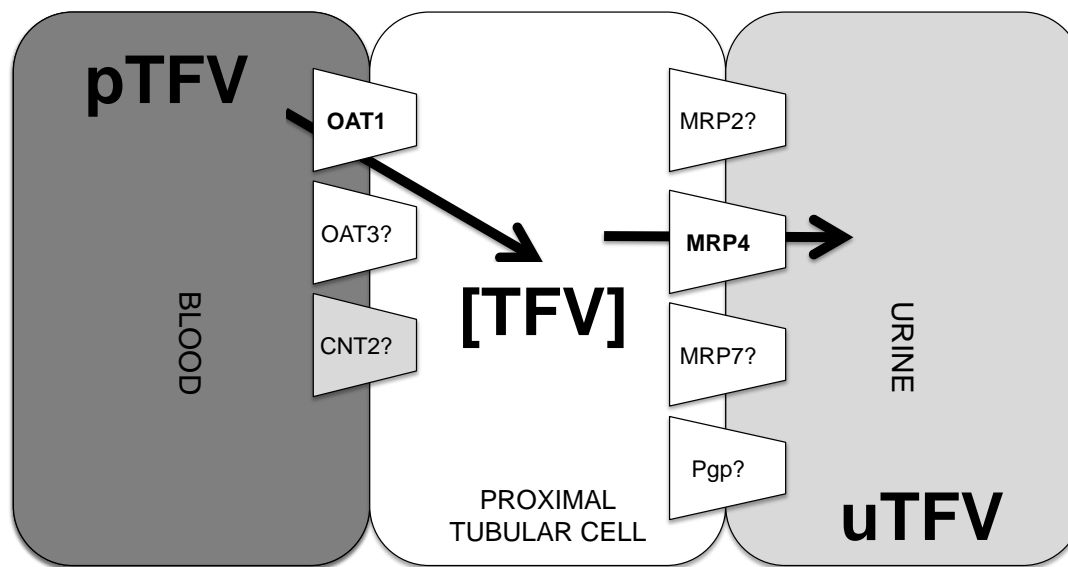 pTFV
OAT1
OAT3?
CNT2?
BLOOD
[TFV]
PROXIMAL
TUBULAR CELL
MRP2?
MRP4
MRP7?
Pgp?
URINE
uTFV